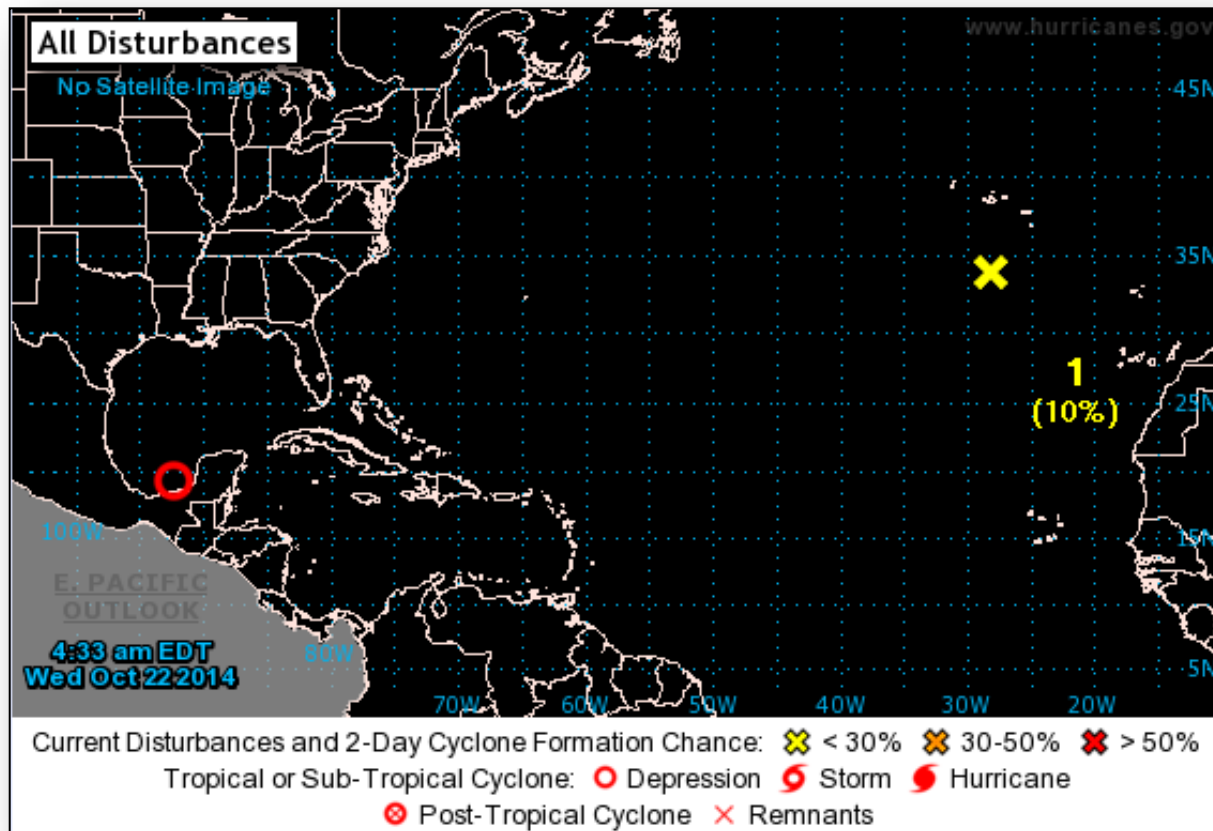 All Disturbances
www.hurricanes.gov
No Satellite Image
45N
35N
1
(10%)
25N
100W
15N
E. PACIFIC
OUTLOOK
4:33 am EDT
80W
Wed Oct 22 2014
5N
70W 60W 50W 40W 30W 20W
Current Disturbances and 2-Day Cyclone Formation Chance: < 30% 30-50% > 50%
Tropical or Sub-Tropical Cyclone: Depression Storm Hurricane
Post-Tropical Cyclone Remnants